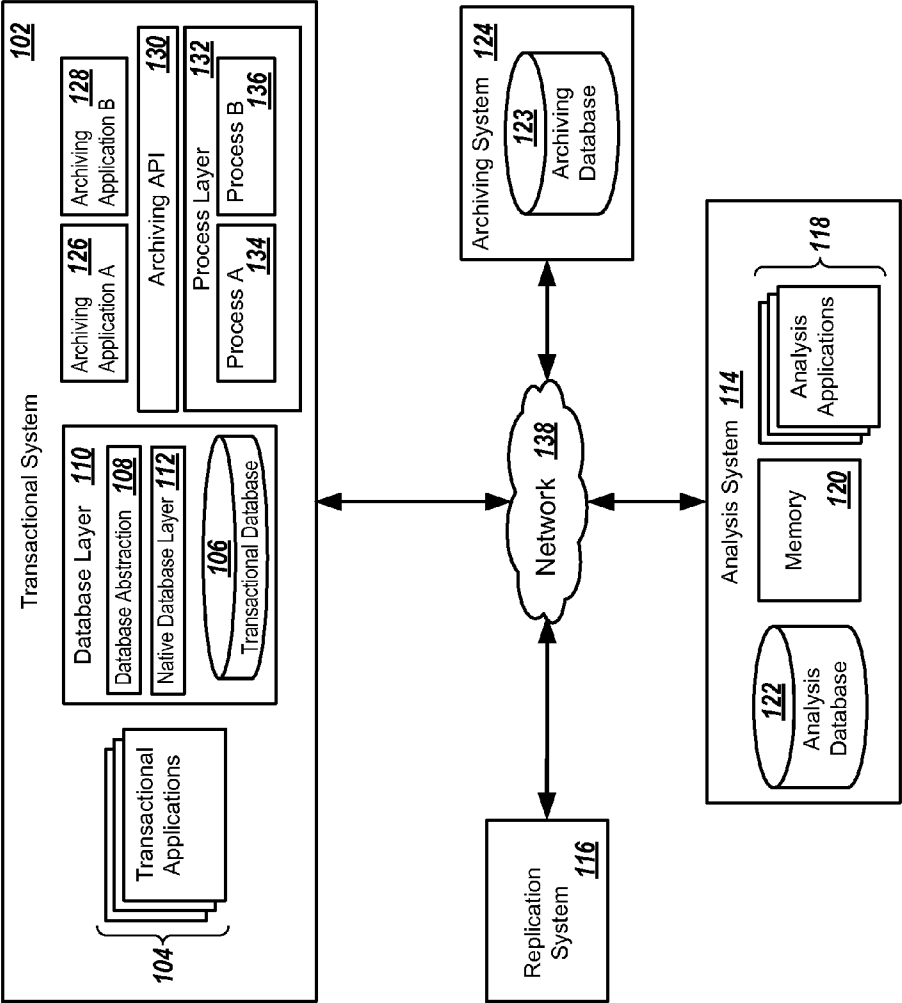 Transactional System
102
Transactional
Applications
104
Database Layer 110
Database Abstraction 108
Native Database Layer 112
106
Transactional Database
Archiving 126
Application A
Archiving 128
Application B
Archiving API 130
Process Layer 132
Process A
134
Process B
136
Replication
System 116
Network 138
Archiving System 124
123
Archiving
Database
Analysis System 114
122
Analysis
Database
Memory
120
Analysis
Applications
118